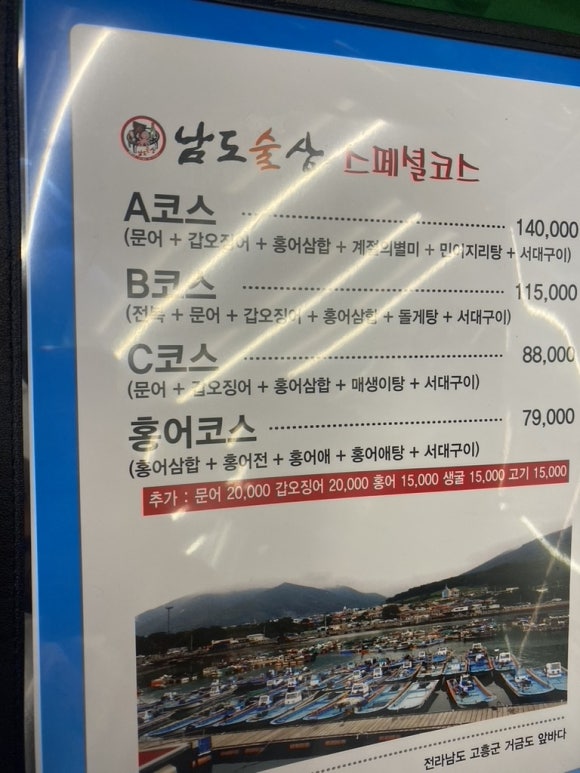 남도술상 스페셜코스
A코스 140,000
(문어 + 갑오징어 + 홍어삼합 + 계절의별미 + 민어지리탕 + 서대구이)
B코스 115,000
(전복 + 문어 + 갑오징어 + 홍어삼합 + 돌게탕 + 서대구이)
C코스 88,000
(문어 + 갑오징어 + 홍어삼합 + 매생이탕 + 서대구이)
홍어코스 79,000
(홍어삼합 + 홍어전 + 홍어애 + 홍어애탕 + 서대구이)
추가 : 문어 20,000 갑오징어 20,000 홍어 15,000 생굴 15,000 고기 15,000
전라남도 고흥군 거금도 앞바다